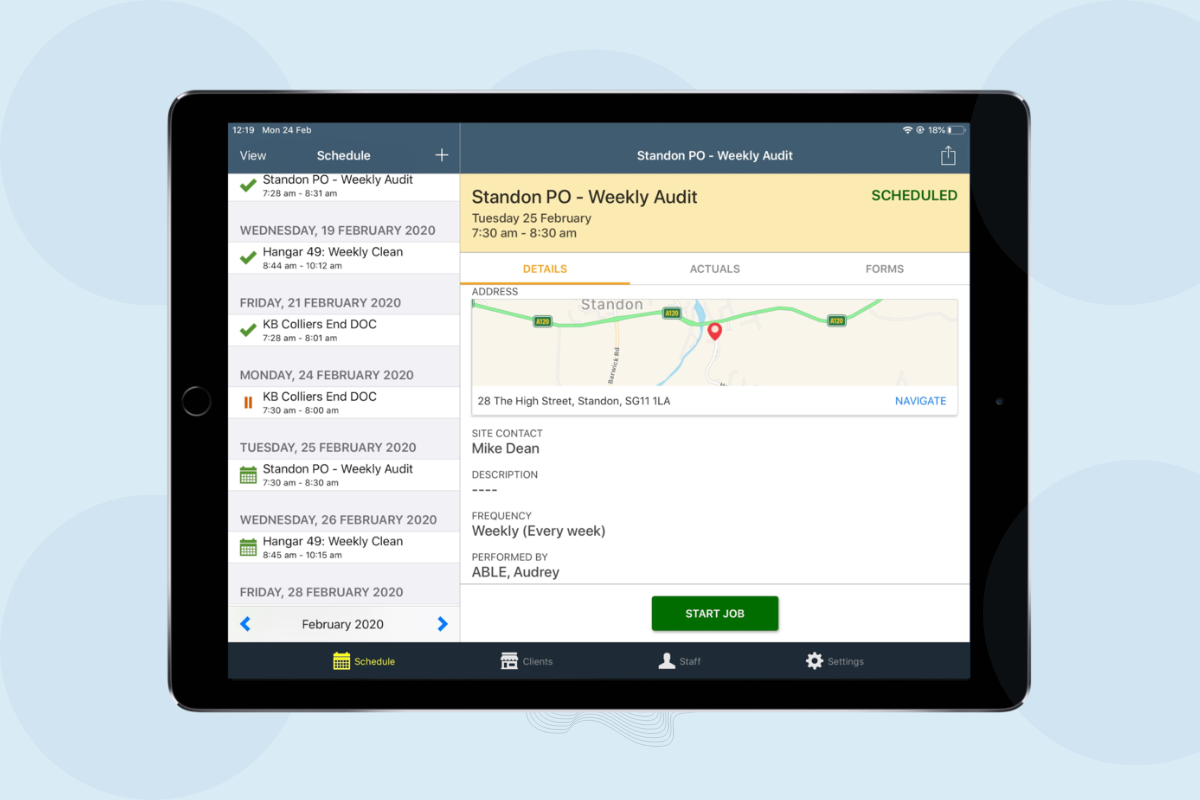 12:19 Mon 24 Feb
18%
View Schedule +
Standon PO - Weekly Audit
Standon PO - Weekly Audit
7:28 am - 8:31 am
WEDNESDAY, 19 FEBRUARY 2020
Hangar 49: Weekly Clean
8:44 am - 10:12 am
FRIDAY, 21 FEBRUARY 2020
KB Colliers End DOC
7:28 am - 8:01 am
MONDAY, 24 FEBRUARY 2020
KB Colliers End DOC
7:30 am - 8:00 am
TUESDAY, 25 FEBRUARY 2020
Standon PO - Weekly Audit
7:30 am - 8:30 am
WEDNESDAY, 26 FEBRUARY 2020
Hangar 49: Weekly Clean
8:45 am - 10:15 am
FRIDAY, 28 FEBRUARY 2020
February 2020
Standon PO - Weekly Audit
SCHEDULED
Tuesday 25 February
7:30 am - 8:30 am
DETAILS ACTUALS FORMS
ADDRESS
Standon
A120
A120
A120
Barwick Rd
28 The High Street, Standon, SG11 1LA
NAVIGATE
SITE CONTACT
Mike Dean
DESCRIPTION
----
FREQUENCY
Weekly (Every week)
PERFORMED BY
ABLE, Audrey
START JOB
Schedule Clients Staff Settings